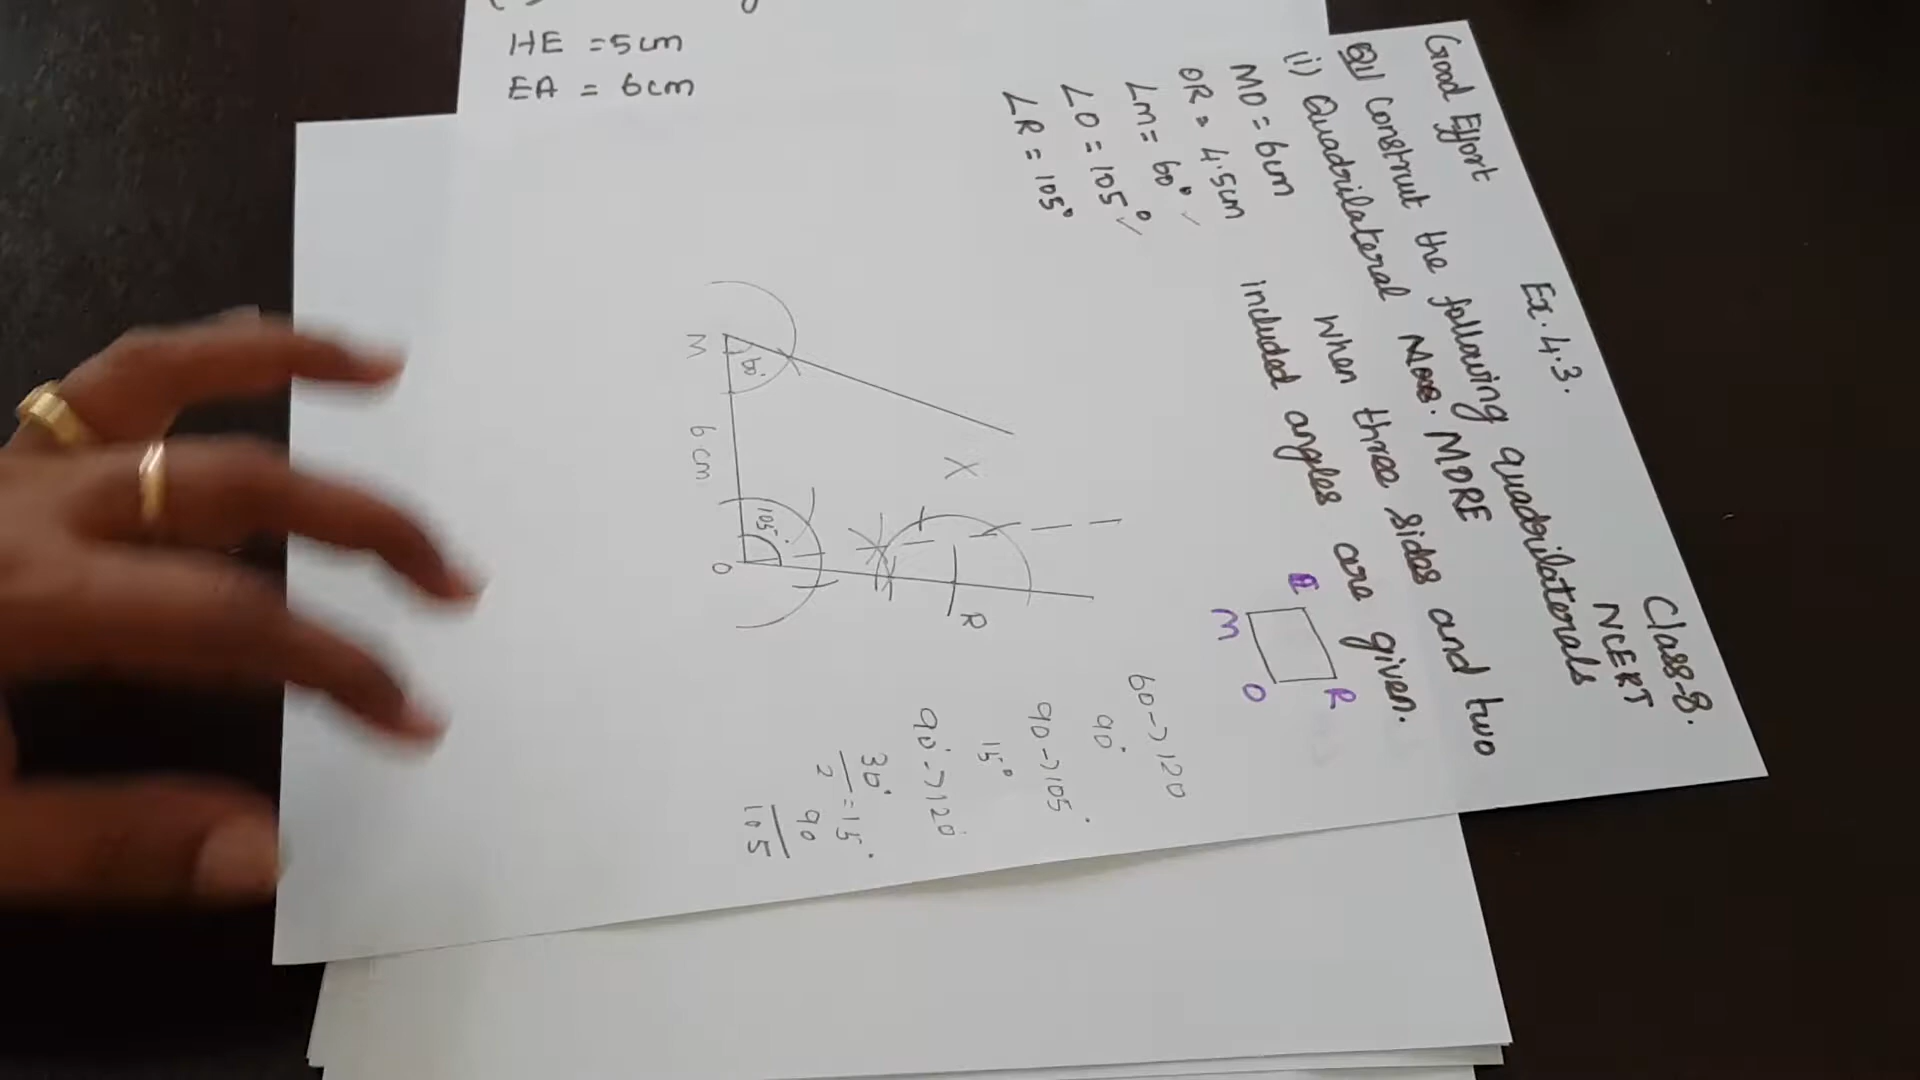 HE = 5cm
EA = 6cm
Class-8.
NCERT
Ex. 4.3.
Good Effort
Q1 Construct the following quadrilaterals
(i) Quadrilateral MORE
MO = 6cm
OR = 4.5cm
∠M = 60° ✓
∠O = 105° ✓
∠R = 105°
when three sides and two
included angles are given.
E
R
M
O
M
60°
6 cm
105°
O
X
R
60->120
90°
90->105°
15°
90°->120°
30°/2 = 15°
90
105